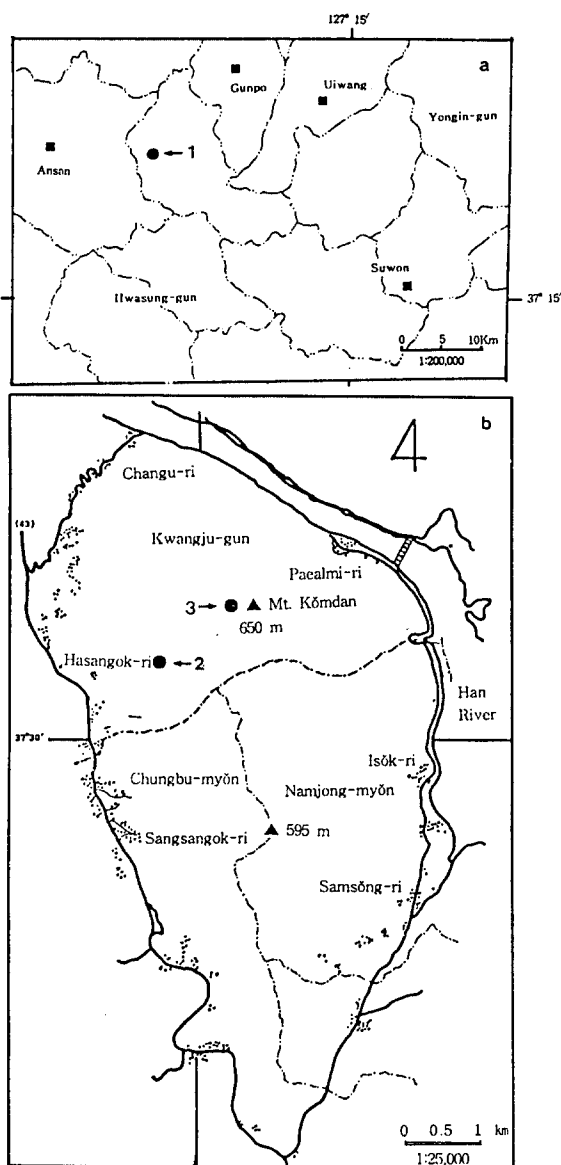 127° 15′
a
Gunpo
Uiwang
Yongin-gun
Ansan
1
Suwon
Hwasung-gun
37° 15′
0 5 10Km
1:200,000
b
4
Changu-ri
(43)
Kwangju-gun
Paealmi-ri
3
Mt. Kŏmdan
650 m
Hasangok-ri
2
Han
River
37°30′
Isŏk-ri
Chungbu-myŏn
Namjong-myŏn
Sangsangok-ri
595 m
Samsŏng-ri
0 0.5 1 km
1:25,000